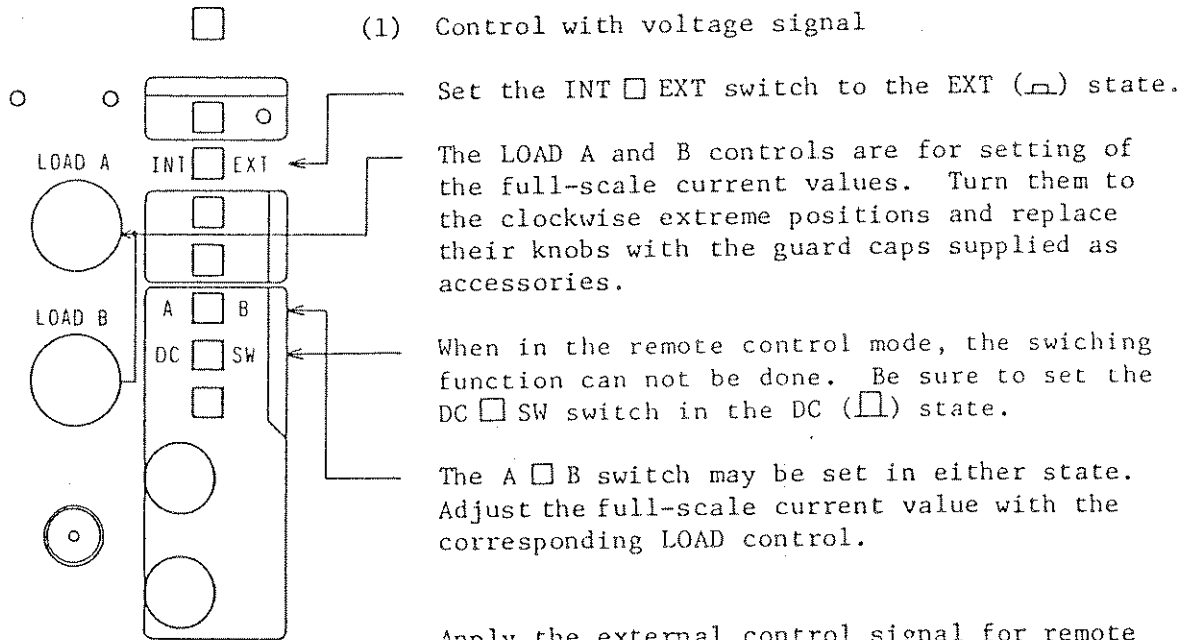 (1) Control with voltage signal
Set the INT □ EXT switch to the EXT (⎍) state.
LOAD A
INT □ EXT
The LOAD A and B controls are for setting of
the full-scale current values. Turn them to
the clockwise extreme positions and replace
their knobs with the guard caps supplied as
accessories.
LOAD B
A □ B
DC □ SW
When in the remote control mode, the swiching
function can not be done. Be sure to set the
DC □ SW switch in the DC (⎍) state.
The A □ B switch may be set in either state.
Adjust the full-scale current value with the
corresponding LOAD control.
Apply the external control signal for remote